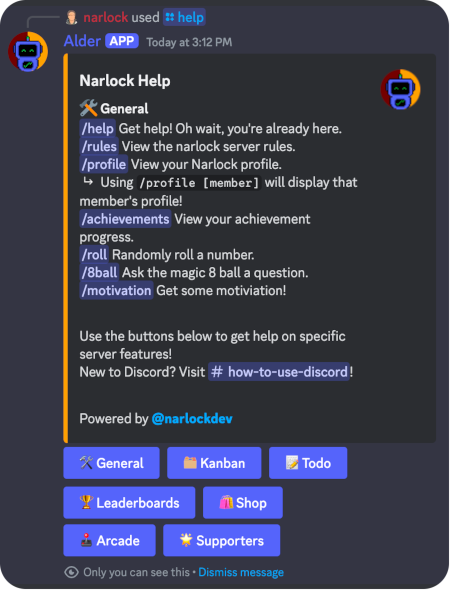 narlock used help
Alder APP Today at 3:12 PM
Narlock Help
General
/help Get help! Oh wait, you're already here.
/rules View the narlock server rules.
/profile View your Narlock profile.
↳ Using /profile [member] will display that
member's profile!
/achievements View your achievement
progress.
/roll Randomly roll a number.
/8ball Ask the magic 8 ball a question.
/motivation Get some motiviation!
Use the buttons below to get help on specific
server features!
New to Discord? Visit # how-to-use-discord!
Powered by @narlockdev
General Kanban Todo
Leaderboards Shop
Arcade Supporters
Only you can see this • Dismiss message